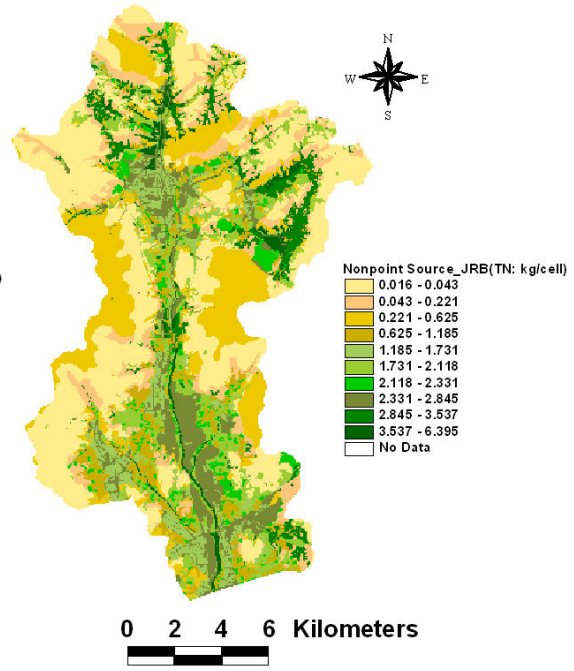 N
W E
S
Nonpoint Source_JRB(TN: kg/cell)
0.016 - 0.043
0.043 - 0.221
0.221 - 0.625
0.625 - 1.185
1.185 - 1.731
1.731 - 2.118
2.118 - 2.331
2.331 - 2.845
2.845 - 3.537
3.537 - 6.395
No Data
0 2 4 6 Kilometers